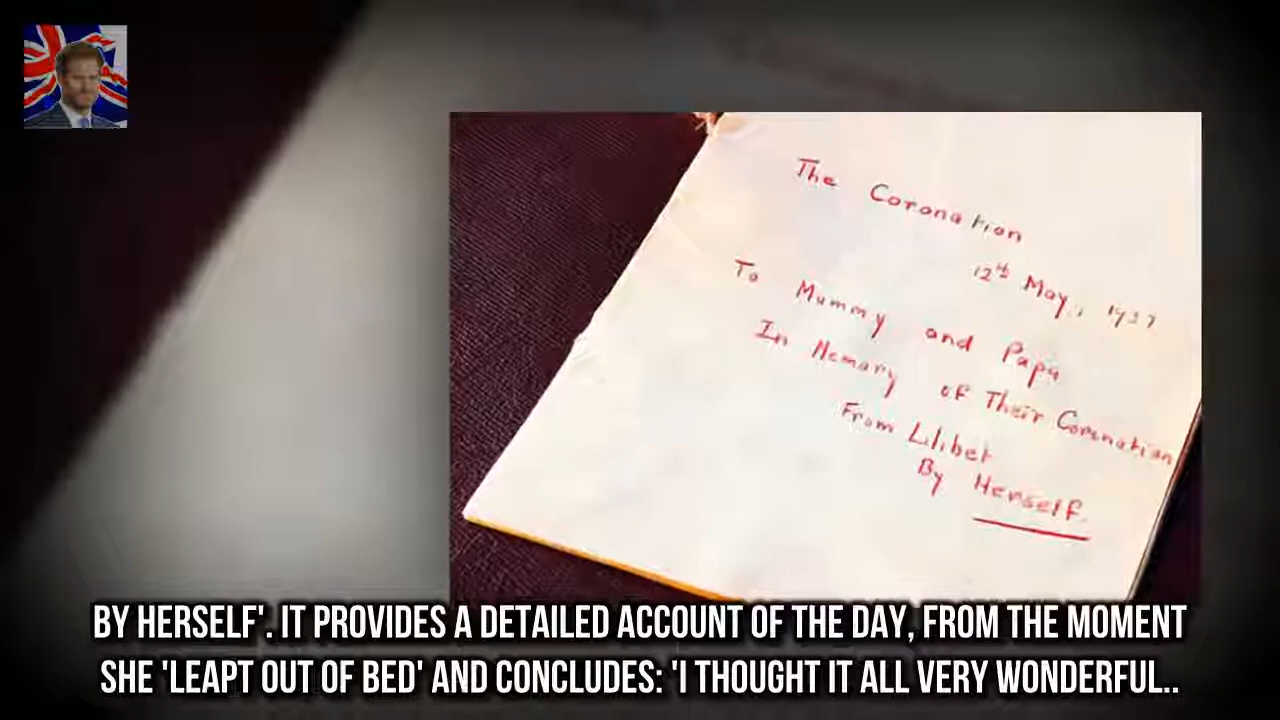 The Coronation
12th May, 1937
To Mummy and Papa
In Memory of Their Coronation
From Lilibet
By Herself.
BY HERSELF'. IT PROVIDES A DETAILED ACCOUNT OF THE DAY, FROM THE MOMENT
SHE 'LEAPT OUT OF BED' AND CONCLUDES: 'I THOUGHT IT ALL VERY WONDERFUL..